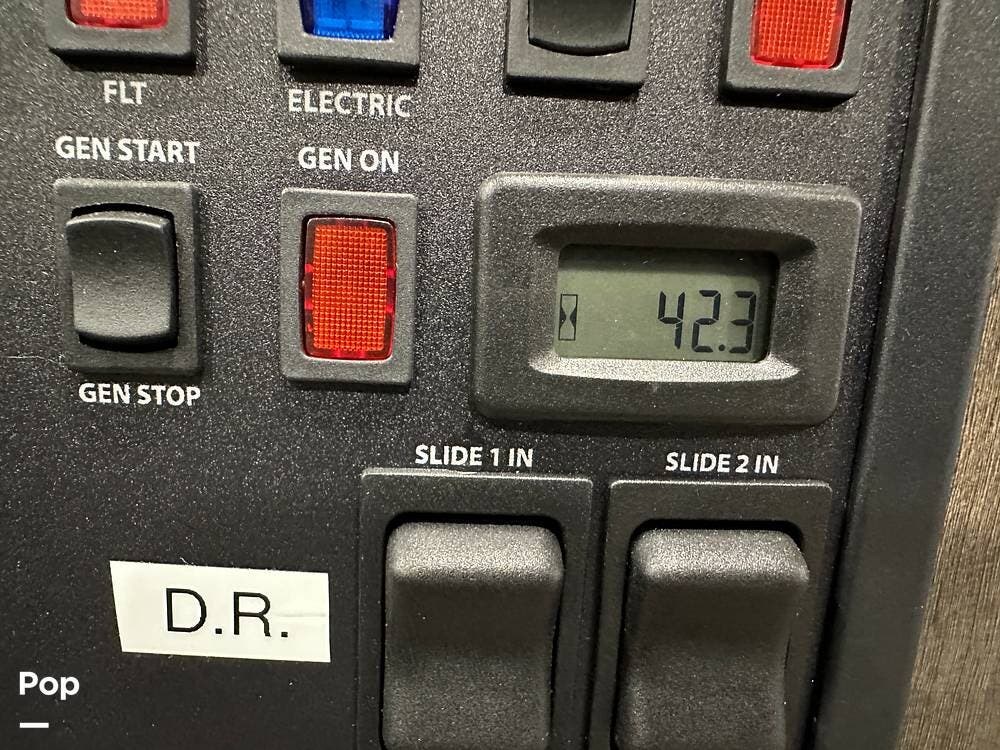 FLT
ELECTRIC
GEN START
GEN ON
42.3
GEN STOP
SLIDE 1 IN
SLIDE 2 IN
D.R.
Pop